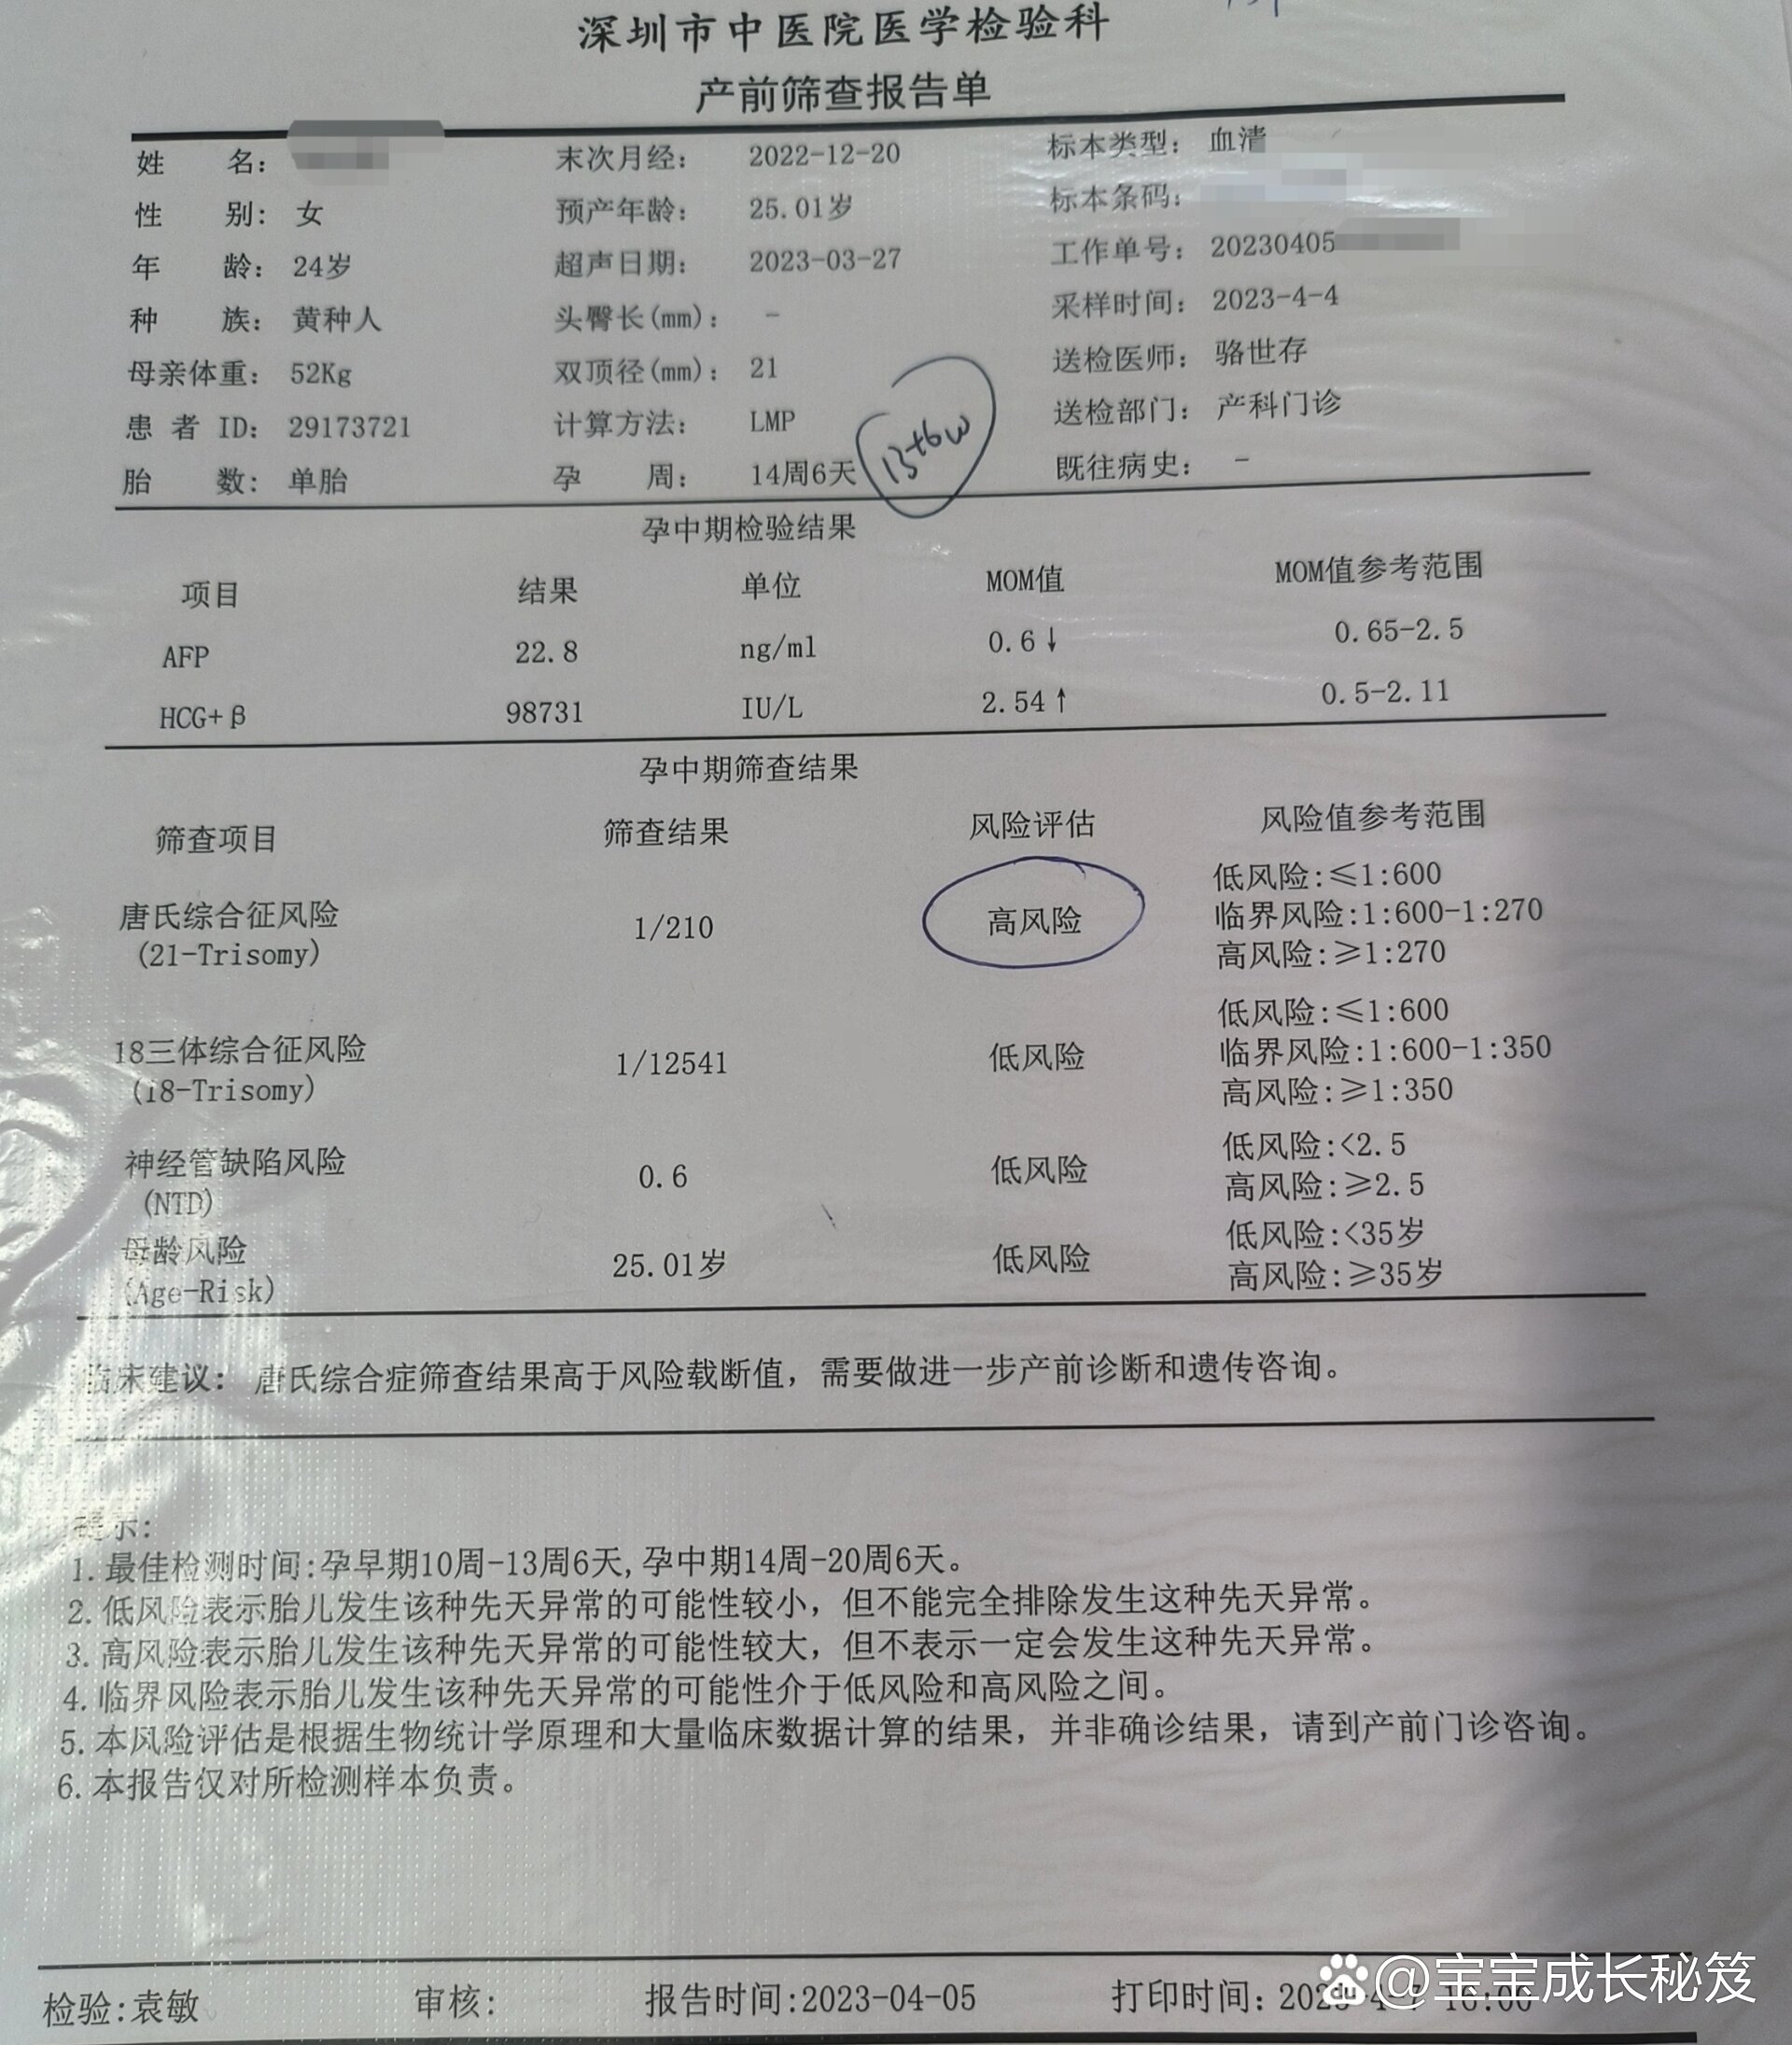 深圳市中医院医学检验科
产前筛查报告单
姓 名： 末次月经： 2022-12-20 标本类型： 血清
性 别： 女 预产年龄： 25.01岁 标本条码：
年 龄： 24岁 超声日期： 2023-03-27 工作单号： 20230405
种 族： 黄种人 头臀长(mm)： - 采样时间： 2023-4-4
母亲体重： 52Kg 双顶径(mm)： 21 送检医师： 骆世存
患 者 ID： 29173721 计算方法： LMP 送检部门： 产科门诊
胎 数： 单胎 孕 周： 14周6天 13+6w 既往病史： -
孕中期检验结果
项目 结果 单位 MOM值 MOM值参考范围
AFP 22.8 ng/ml 0.6↓ 0.65-2.5
HCG+β 98731 IU/L 2.54↑ 0.5-2.11
孕中期筛查结果
筛查项目 筛查结果 风险评估 风险值参考范围
低风险:≤1:600
唐氏综合征风险 1/210 高风险 临界风险:1:600-1:270
(21-Trisomy) 高风险:≥1:270
低风险:≤1:600
18三体综合征风险 1/12541 低风险 临界风险:1:600-1:350
(18-Trisomy) 高风险:≥1:350
神经管缺陷风险 0.6 低风险 低风险:<2.5
(NTD) 高风险:≥2.5
母龄风险 25.01岁 低风险 低风险:<35岁
(Age-Risk) 高风险:≥35岁
临床建议： 唐氏综合症筛查结果高于风险载断值，需要做进一步产前诊断和遗传咨询。
提示:
1.最佳检测时间:孕早期10周-13周6天,孕中期14周-20周6天。
2.低风险表示胎儿发生该种先天异常的可能性较小，但不能完全排除发生这种先天异常。
3.高风险表示胎儿发生该种先天异常的可能性较大，但不表示一定会发生这种先天异常。
4.临界风险表示胎儿发生该种先天异常的可能性介于低风险和高风险之间。
5.本风险评估是根据生物统计学原理和大量临床数据计算的结果，并非确诊结果，请到产前门诊咨询。
6.本报告仅对所检测样本负责。
检验:袁敏 审核: 报告时间:2023-04-05 打印时间:
@宝宝成长秘笈